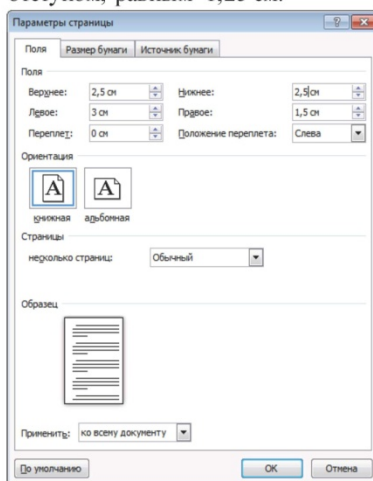 Параметры страницы
Поля Размер бумаги Источник бумаги
Поля
Верхнее: 2,5 см Нижнее: 2,5 см
Левое: 3 см Правое: 1,5 см
Переплет: 0 см Положение переплета: Слева
Ориентация
A A
книжная альбомная
Страницы
несколько страниц: Обычный
Образец
Применить: ко всему документу
По умолчанию ОК Отмена